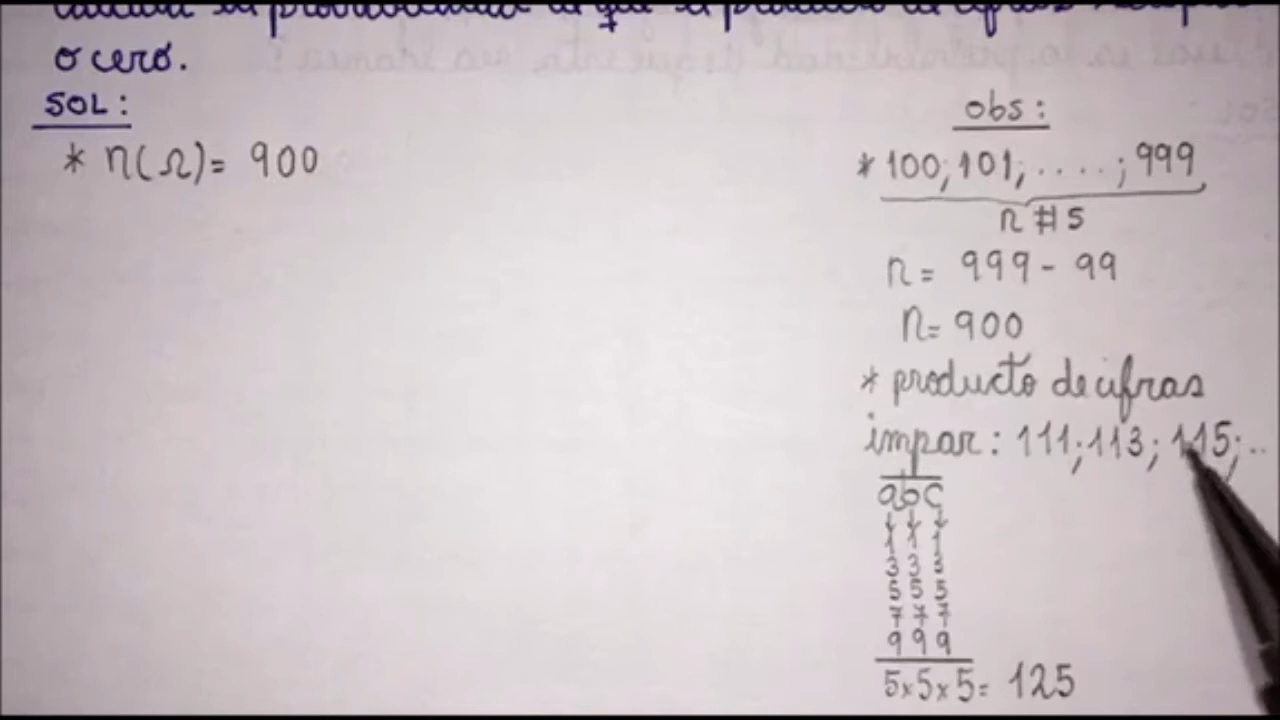 o cero.
SOL:
* n(Ω)= 900
obs:
* 100; 101; ....; 999
n #s
n = 999 - 99
n = 900
* producto de cifras
impar: 111; 113; 115; ..
abc
↓↓↓
1 1 1
3 3 3
5 5 5
7 7 7
9 9 9
5x5x5= 125